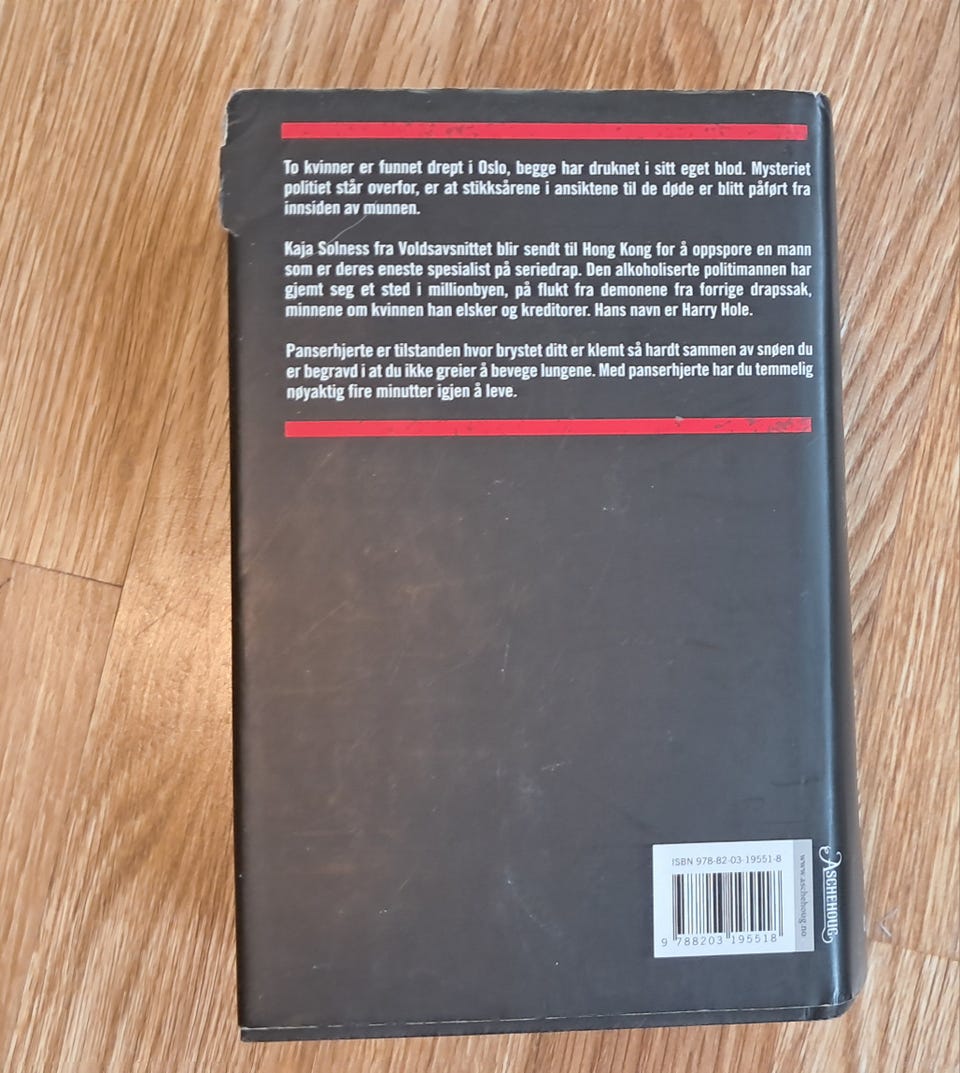 To kvinner er funnet drept i Oslo, begge har druknet i sitt eget blod. Mysteriet
politiet står overfor, er at stikksårene i ansiktene til de døde er blitt påført fra
innsiden av munnen.
Kaja Solness fra Voldsavsnittet blir sendt til Hong Kong for å oppspore en mann
som er deres eneste spesialist på seriedrap. Den alkoholiserte politimannen har
gjemt seg et sted i millionbyen, på flukt fra demonene fra forrige drapssak,
minnene om kvinnen han elsker og kreditorer. Hans navn er Harry Hole.
Panserhjerte er tilstanden hvor brystet ditt er klemt så hardt sammen av snøen du
er begravd i at du ikke greier å bevege lungene. Med panserhjerte har du temmelig
nøyaktig fire minutter igjen å leve.
ISBN 978-82-03-19551-8
9 788203 195518
www.aschehoug.no
ASCHEHOUG